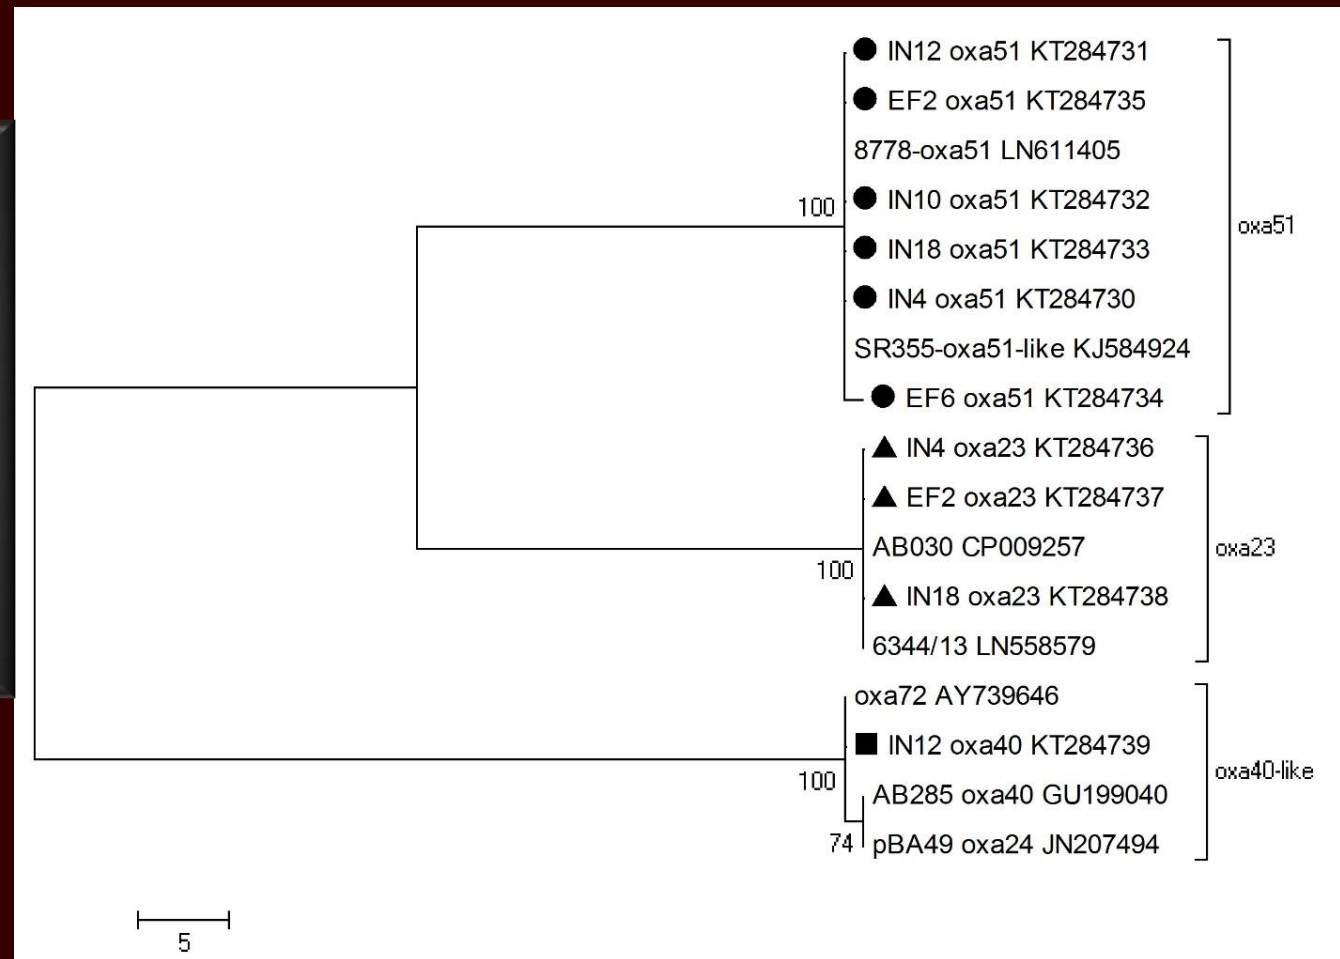 IN12 oxa51 KT284731
EF2 oxa51 KT284735
8778-oxa51 LN611405
100
IN10 oxa51 KT284732
oxa51
IN18 oxa51 KT284733
IN4 oxa51 KT284730
SR355-oxa51-like KJ584924
EF6 oxa51 KT284734
IN4 oxa23 KT284736
EF2 oxa23 KT284737
AB030 CP009257
oxa23
100
IN18 oxa23 KT284738
6344/13 LN558579
oxa72 AY739646
IN12 oxa40 KT284739
oxa40-like
100
AB285 oxa40 GU199040
74
pBA49 oxa24 JN207494
5